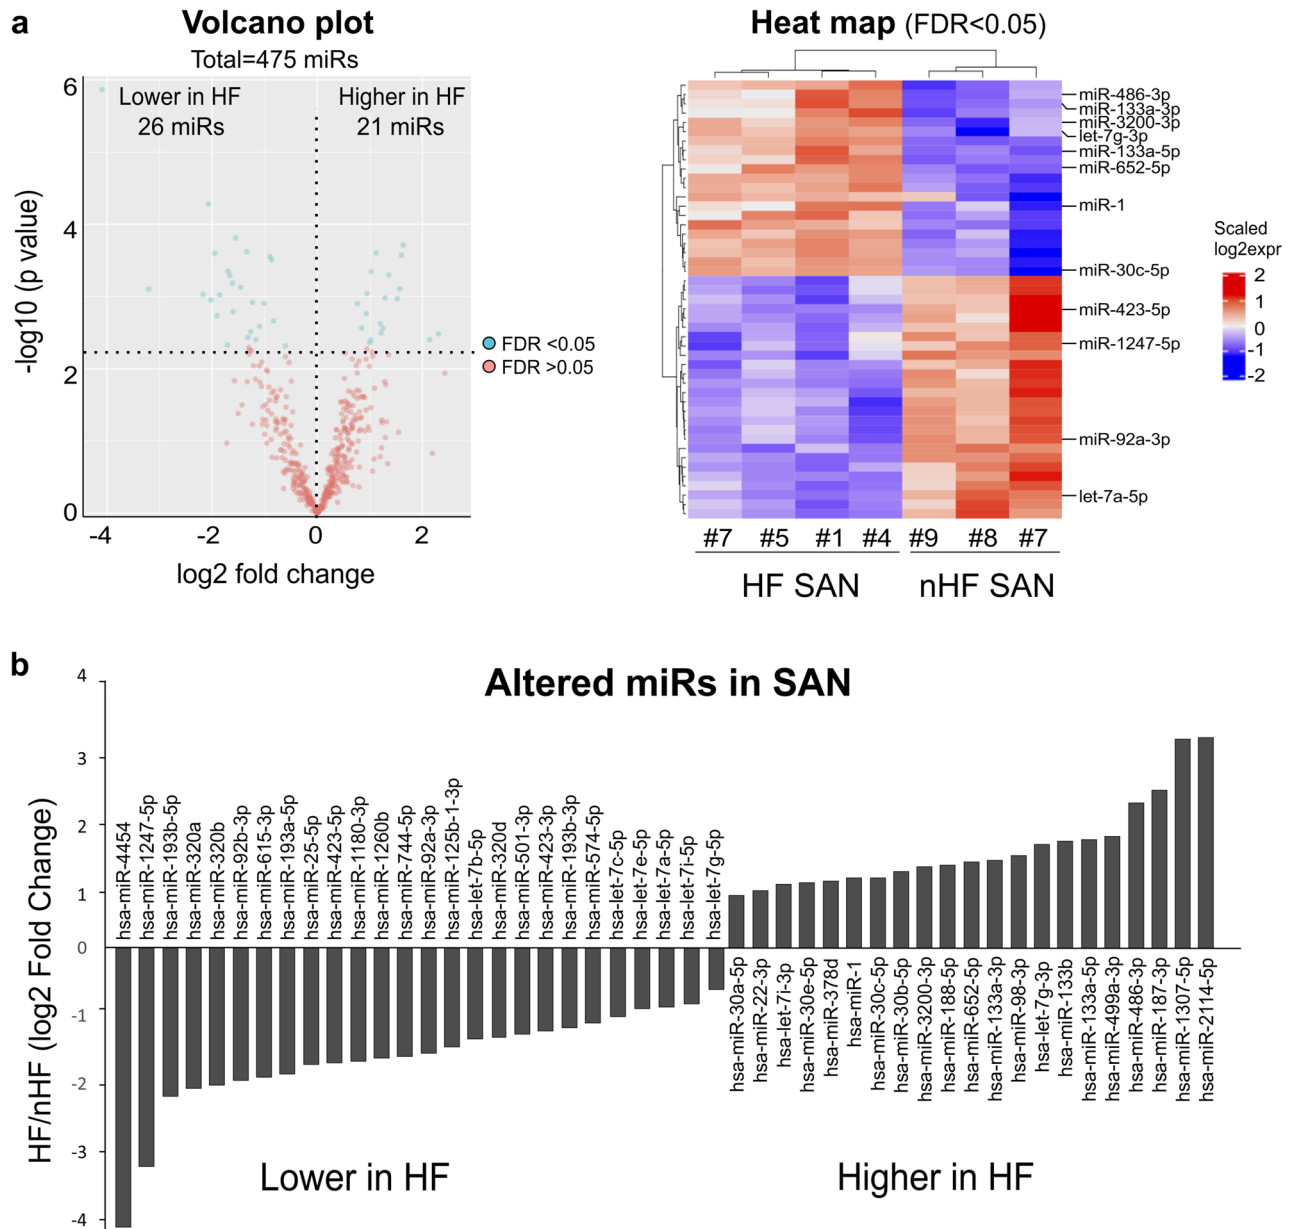 a
Volcano plot
Total=475 miRs
Lower in HF
26 miRs
Higher in HF
21 miRs
-log10 (p value)
6
4
2
0
-4
-2
0
2
log2 fold change
FDR <0.05
FDR >0.05
Heat map (FDR<0.05)
miR-486-3p
miR-133a-3p
miR-3200-3p
let-7g-3p
miR-133a-5p
miR-652-5p
miR-1
miR-30c-5p
miR-423-5p
miR-1247-5p
miR-92a-3p
let-7a-5p
#7 #5 #1 #4 #9 #8 #7
HF SAN nHF SAN
Scaled
log2expr
2
1
0
-1
-2
b
Altered miRs in SAN
HF/nHF (log2 Fold Change)
4
3
2
1
0
-1
-2
-3
-4
hsa-miR-4454
hsa-miR-1247-5p
hsa-miR-193b-5p
hsa-miR-320a
hsa-miR-320b
hsa-miR-92b-3p
hsa-miR-615-3p
hsa-miR-193a-5p
hsa-miR-25-5p
hsa-miR-423-5p
hsa-miR-1180-3p
hsa-miR-1260b
hsa-miR-744-5p
hsa-miR-92a-3p
hsa-miR-125b-1-3p
hsa-let-7b-5p
hsa-miR-320d
hsa-miR-501-3p
hsa-miR-423-3p
hsa-miR-193b-3p
hsa-miR-574-5p
hsa-let-7c-5p
hsa-let-7e-5p
hsa-let-7a-5p
hsa-let-7l-5p
hsa-let-7g-5p
hsa-miR-30a-5p
hsa-miR-22-3p
hsa-let-7i-3p
hsa-miR-30e-5p
hsa-miR-378d
hsa-miR-1
hsa-miR-30c-5p
hsa-miR-30b-5p
hsa-miR-3200-3p
hsa-miR-188-5p
hsa-miR-652-5p
hsa-miR-133a-3p
hsa-miR-98-3p
hsa-let-7g-3p
hsa-miR-133b
hsa-miR-133a-5p
hsa-miR-499a-3p
hsa-miR-486-3p
hsa-miR-187-3p
hsa-miR-1307-5p
hsa-miR-2114-5p
Lower in HF
Higher in HF